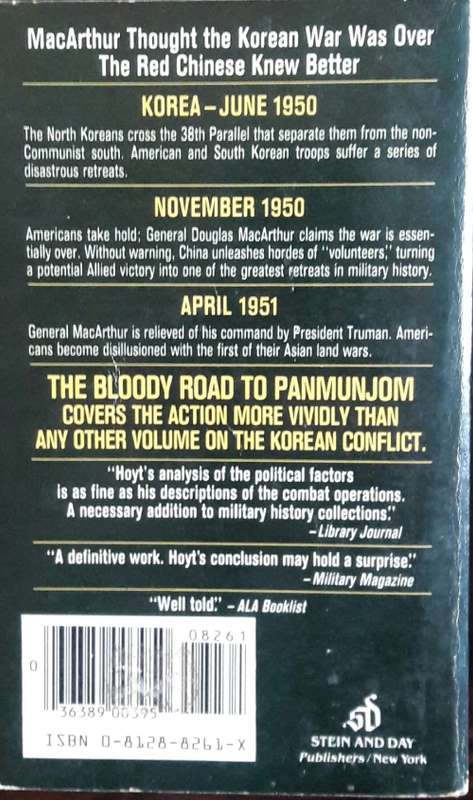 MacArthur Thought the Korean War Was Over
The Red Chinese Knew Better
KOREA – JUNE 1950
The North Koreans cross the 38th Parallel that separate them from the non-
Communist south. American and South Korean troops suffer a series of
disastrous retreats.
NOVEMBER 1950
Americans take hold; General Douglas MacArthur claims the war is essen-
tially over. Without warning, China unleashes hordes of "volunteers," turning
a potential Allied victory into one of the greatest retreats in military history.
APRIL 1951
General MacArthur is relieved of his command by President Truman. Ameri-
cans become disillusioned with the first of their Asian land wars.
THE BLOODY ROAD TO PANMUNJOM
COVERS THE ACTION MORE VIVIDLY THAN
ANY OTHER VOLUME ON THE KOREAN CONFLICT.
"Hoyt's analysis of the political factors
is as fine as his descriptions of the combat operations.
A necessary addition to military history collections."
– Library Journal
"A definitive work. Hoyt's conclusion may hold a surprise."
– Military Magazine
"Well told." – ALA Booklist
08261
0
36389 00395
ISBN 0-8128-8261-X
sd
STEIN AND DAY
Publishers/New York